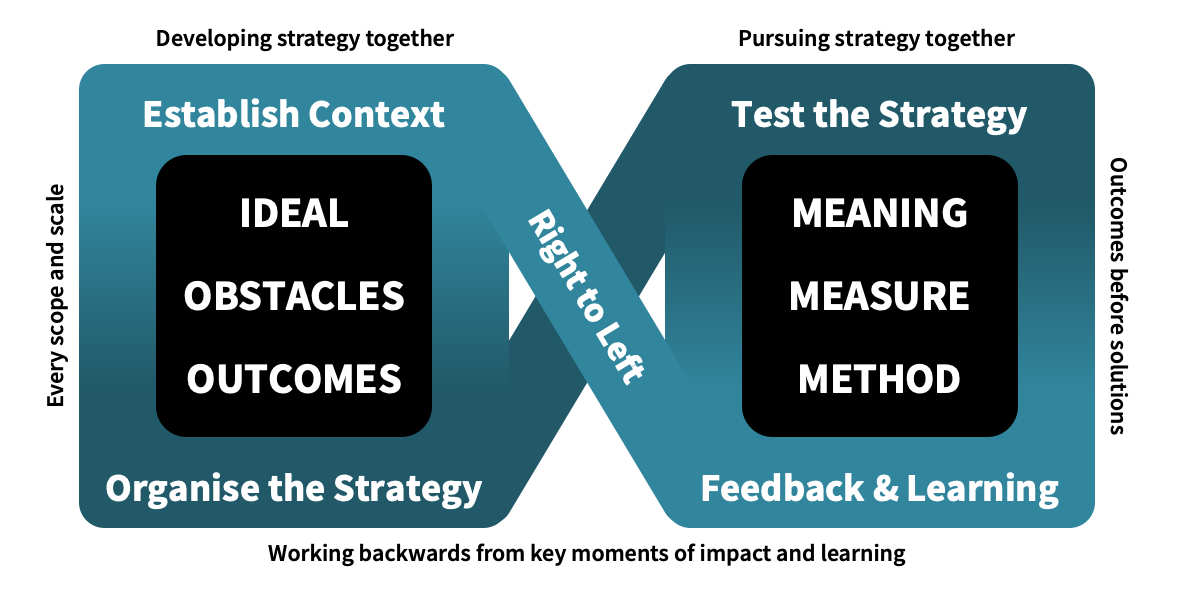 Developing strategy together
Pursuing strategy together
Establish Context
Test the Strategy
Every scope and scale
IDEAL
OBSTACLES
OUTCOMES
Right to Left
MEANING
MEASURE
METHOD
Outcomes before solutions
Organise the Strategy
Feedback & Learning
Working backwards from key moments of impact and learning